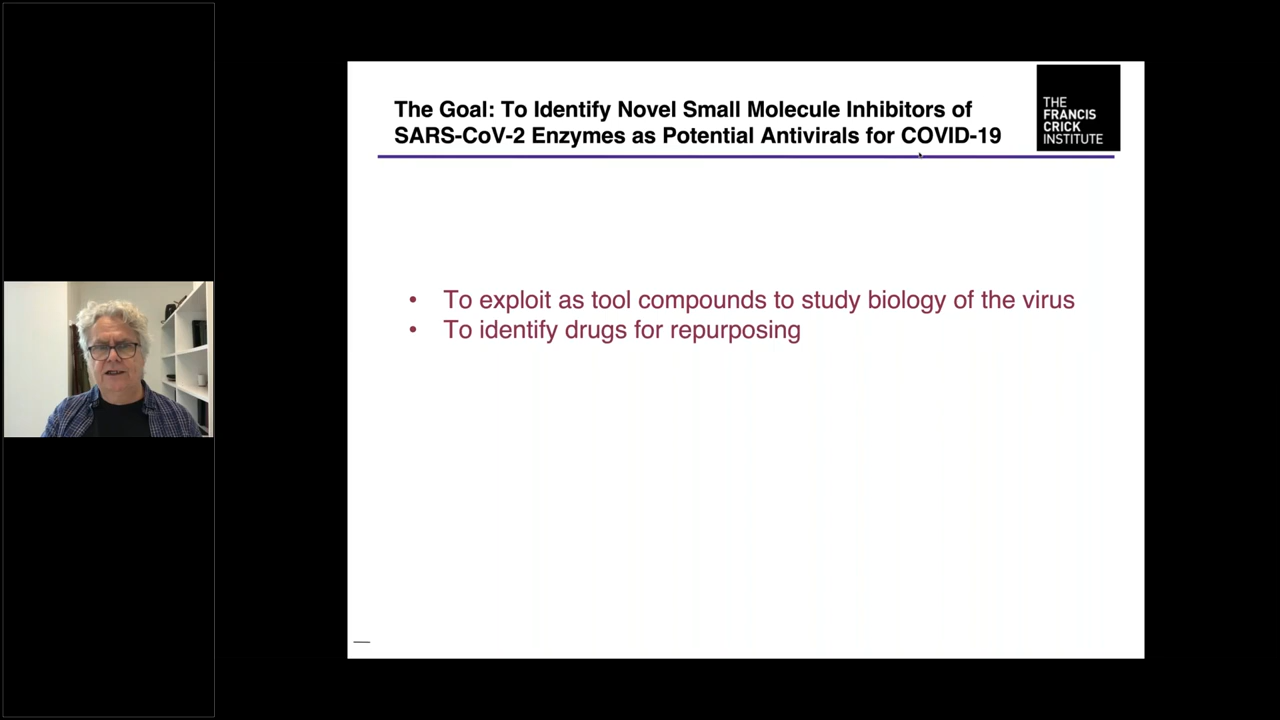 The Goal: To Identify Novel Small Molecule Inhibitors of
SARS-CoV-2 Enzymes as Potential Antivirals for COVID-19
THE
FRANCIS
CRICK
INSTITUTE
• To exploit as tool compounds to study biology of the virus
• To identify drugs for repurposing